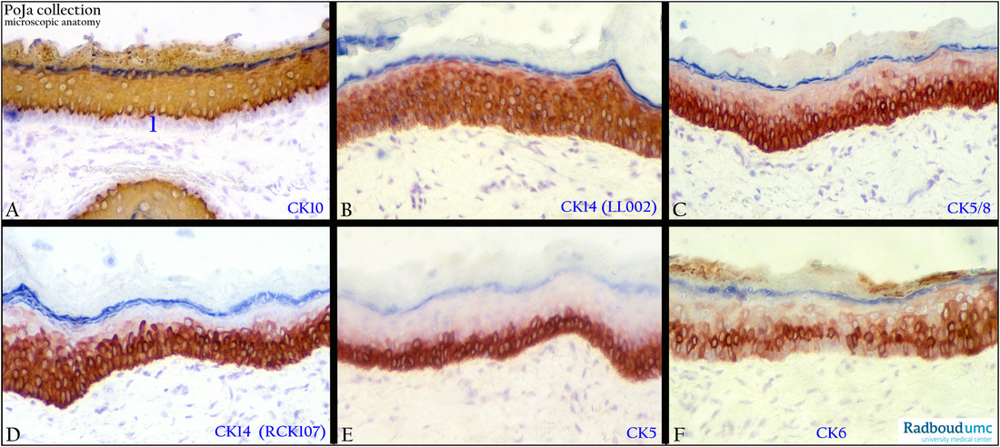 PoJa collection
microscopic anatomy
1
A
CK10
B
CK14 (LL002)
C
CK5/8
D
CK14 (RCK107)
E
CK5
F
CK6
Radboudumc
university medical center